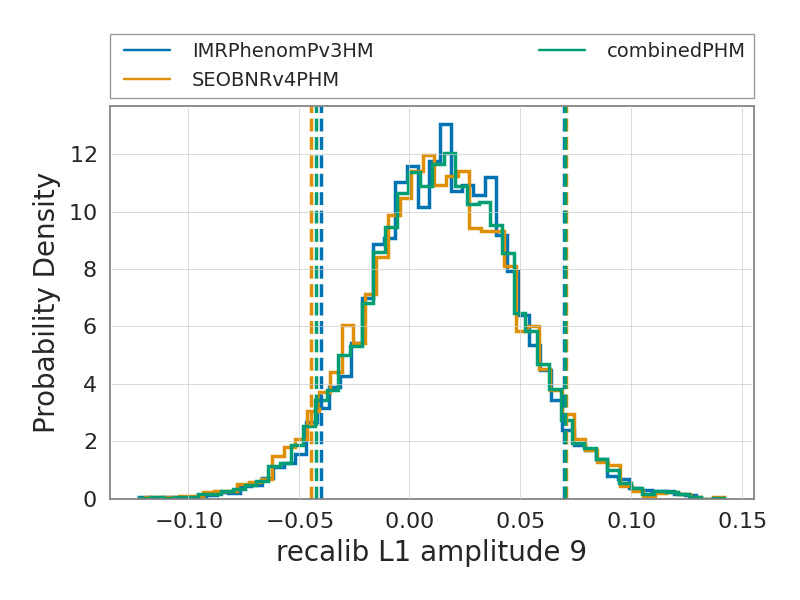 IMRPhenomPv3HM
SEOBNRv4PHM
combinedPHM
Probability Density
12
10
8
6
4
2
0
−0.10 −0.05 0.00 0.05 0.10 0.15
recalib L1 amplitude 9